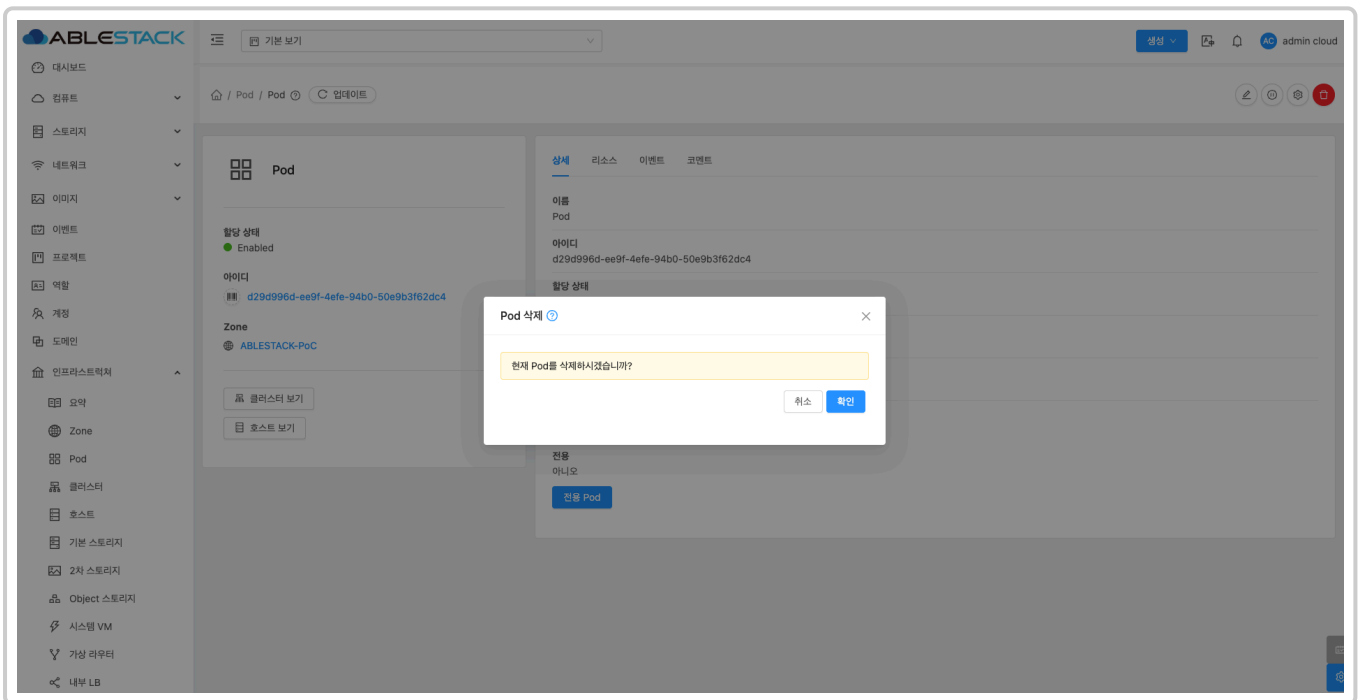 ABLESTACK
기본 보기
생성
AC
admin cloud
대시보드
컴퓨트
스토리지
네트워크
이미지
이벤트
프로젝트
역할
계정
도메인
인프라스트럭쳐
요약
Zone
Pod
클러스터
호스트
기본 스토리지
2차 스토리지
Object 스토리지
시스템 VM
가상 라우터
내부 LB
/ Pod / Pod
업데이트
Pod
할당 상태
Enabled
아이디
d29d996d-ee9f-4efe-94b0-50e9b3f62dc4
Zone
ABLESTACK-PoC
클러스터 보기
호스트 보기
상세 리소스 이벤트 코멘트
이름
Pod
아이디
d29d996d-ee9f-4efe-94b0-50e9b3f62dc4
할당 상태
Pod 삭제
현재 Pod를 삭제하시겠습니까?
취소 확인
전용
아니오
전용 Pod